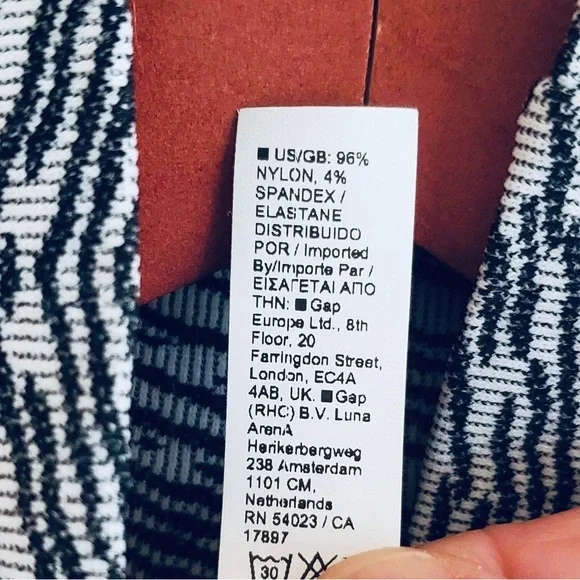 ■ US/GB: 96%
NYLON, 4%
SPANDEX /
ELASTANE
DISTRIBUIDO
POR / Imported
By/Importe Par /
ΕΙΣΑΓΕΤΑΙ ΑΠΟ
ΤΗΝ: ■ Gap
Europe Ltd., 8th
Floor, 20
Farringdon Street,
London, EC4A
4AB, UK. ■ Gap
(RHC) B.V. Luna
ArenA
Herikerbergweg
238 Amsterdam
1101 CM,
Netherlands
RN 54023 / CA
17897
30